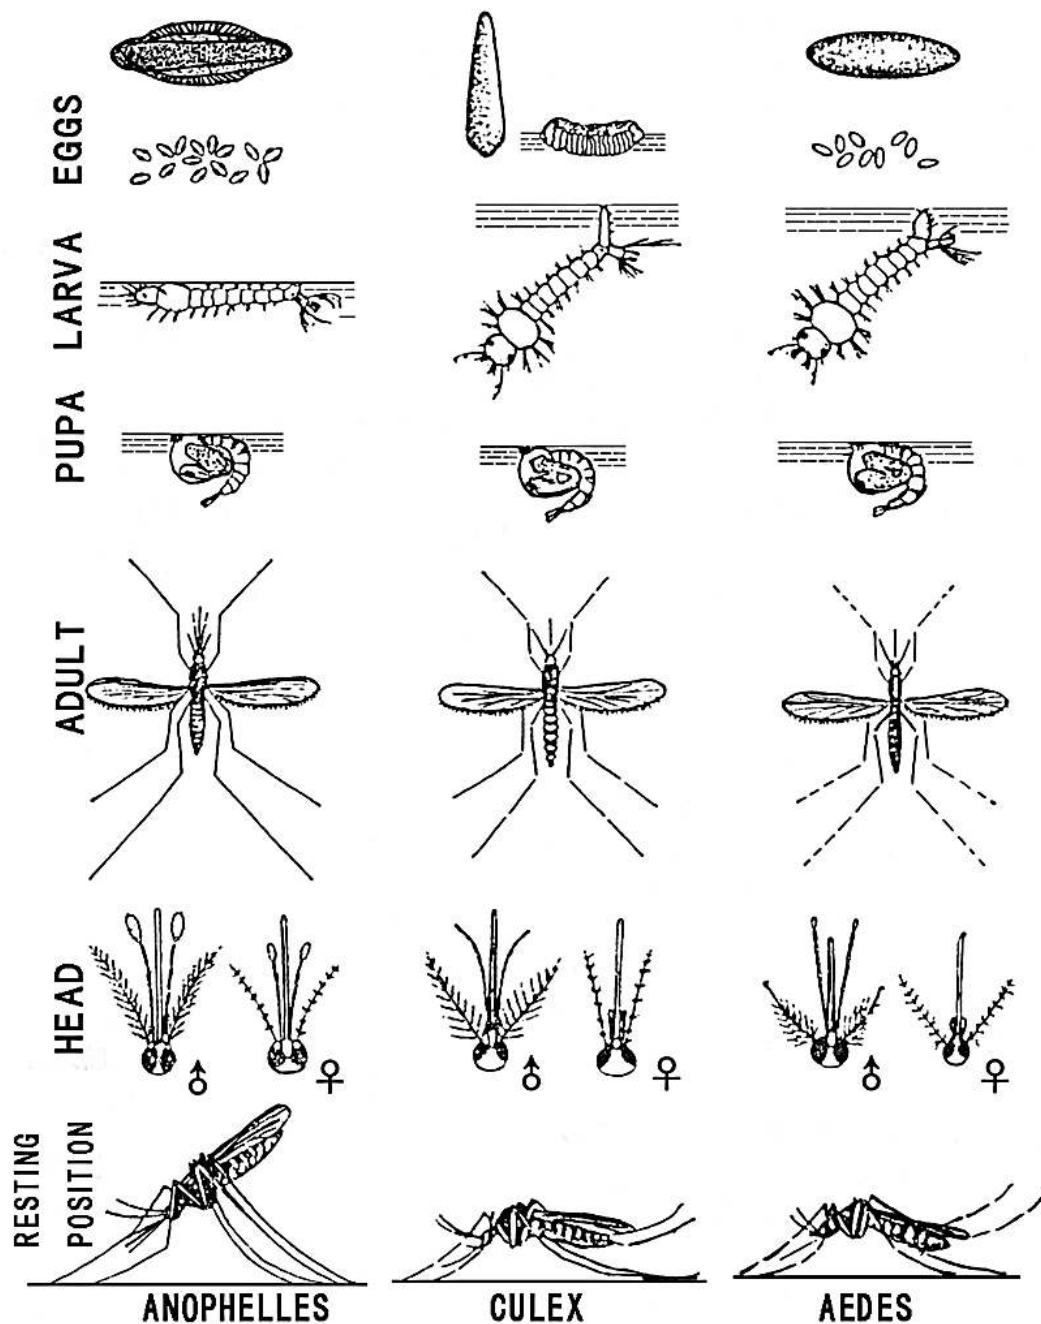 EGGS
LARVA
PUPA
ADULT
HEAD
♂ ♀ ♂ ♀ ♂ ♀
RESTING
POSITION
ANOPHELLES CULEX AEDES